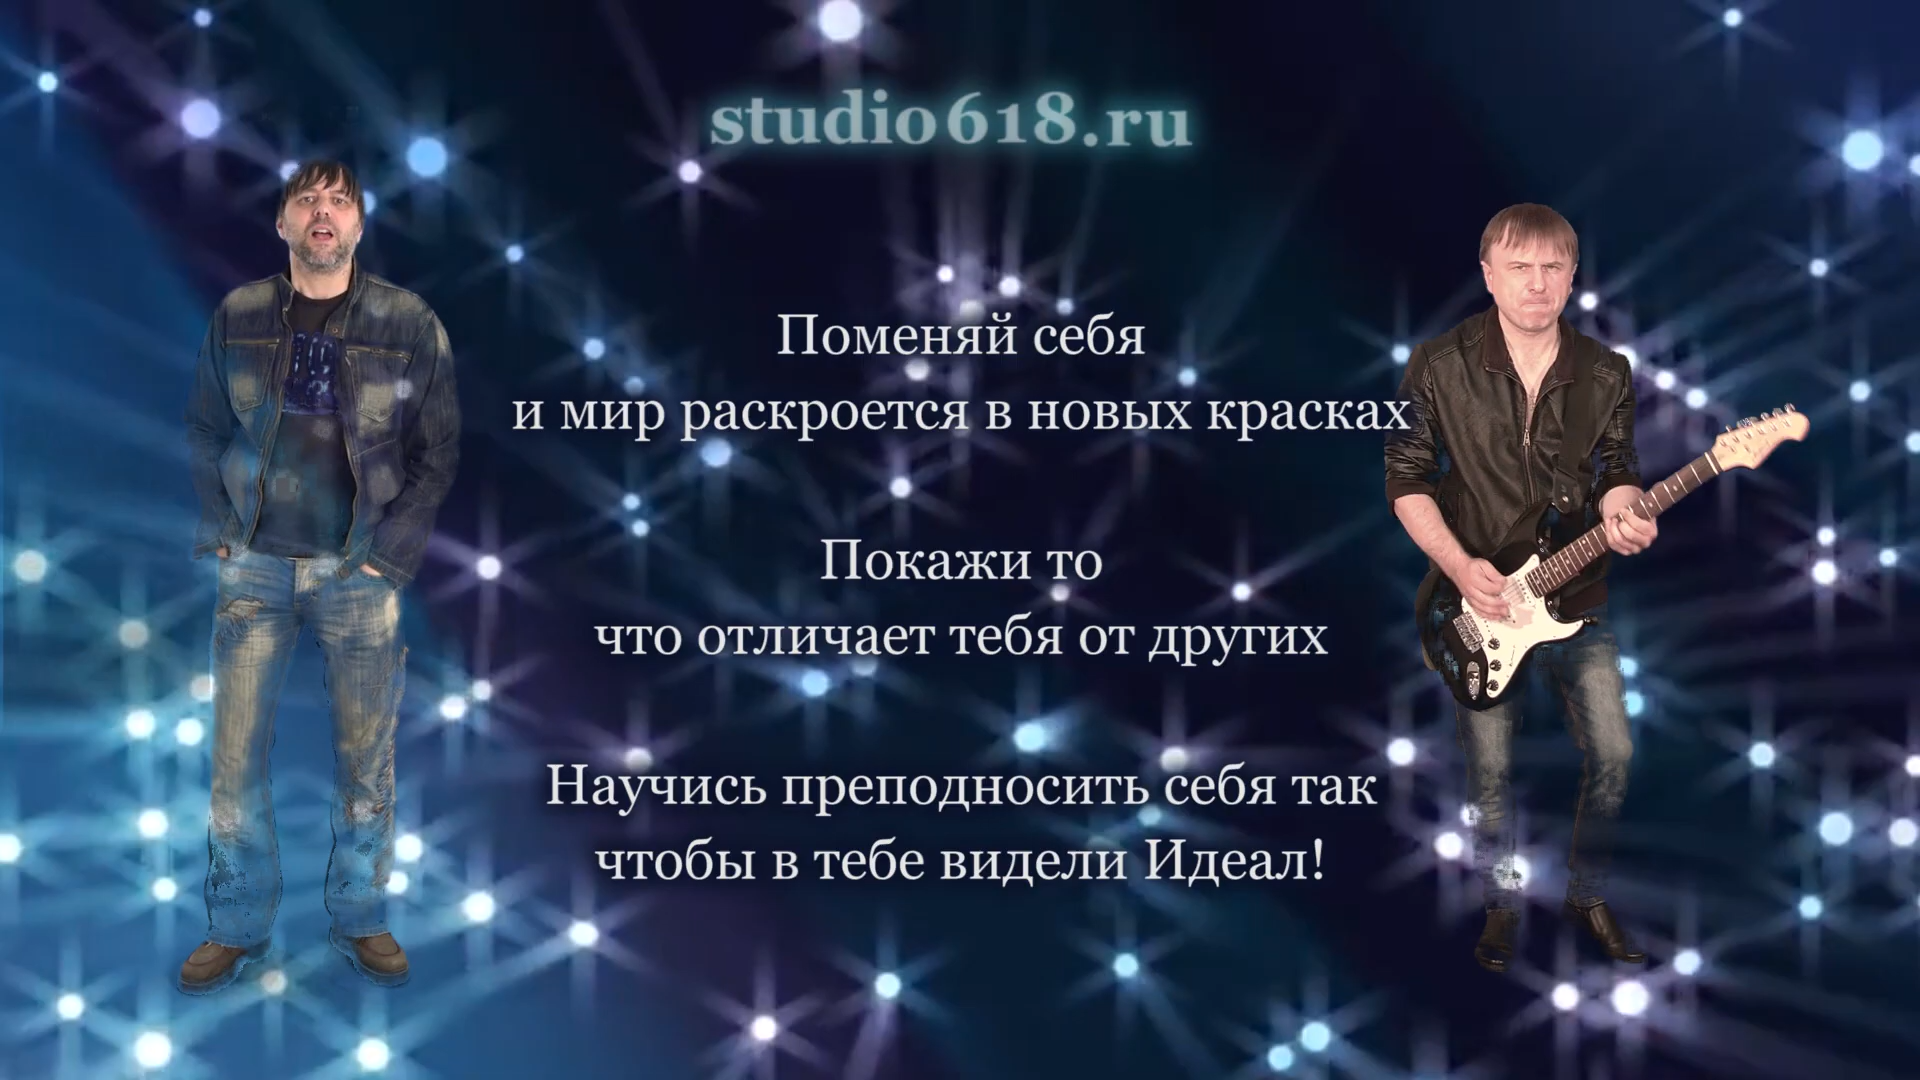 studio618.ru
Поменяй себя
и мир раскроется в новых красках
Покажи то
что отличает тебя от других
Научись преподносить себя так
чтобы в тебе видели Идеал!